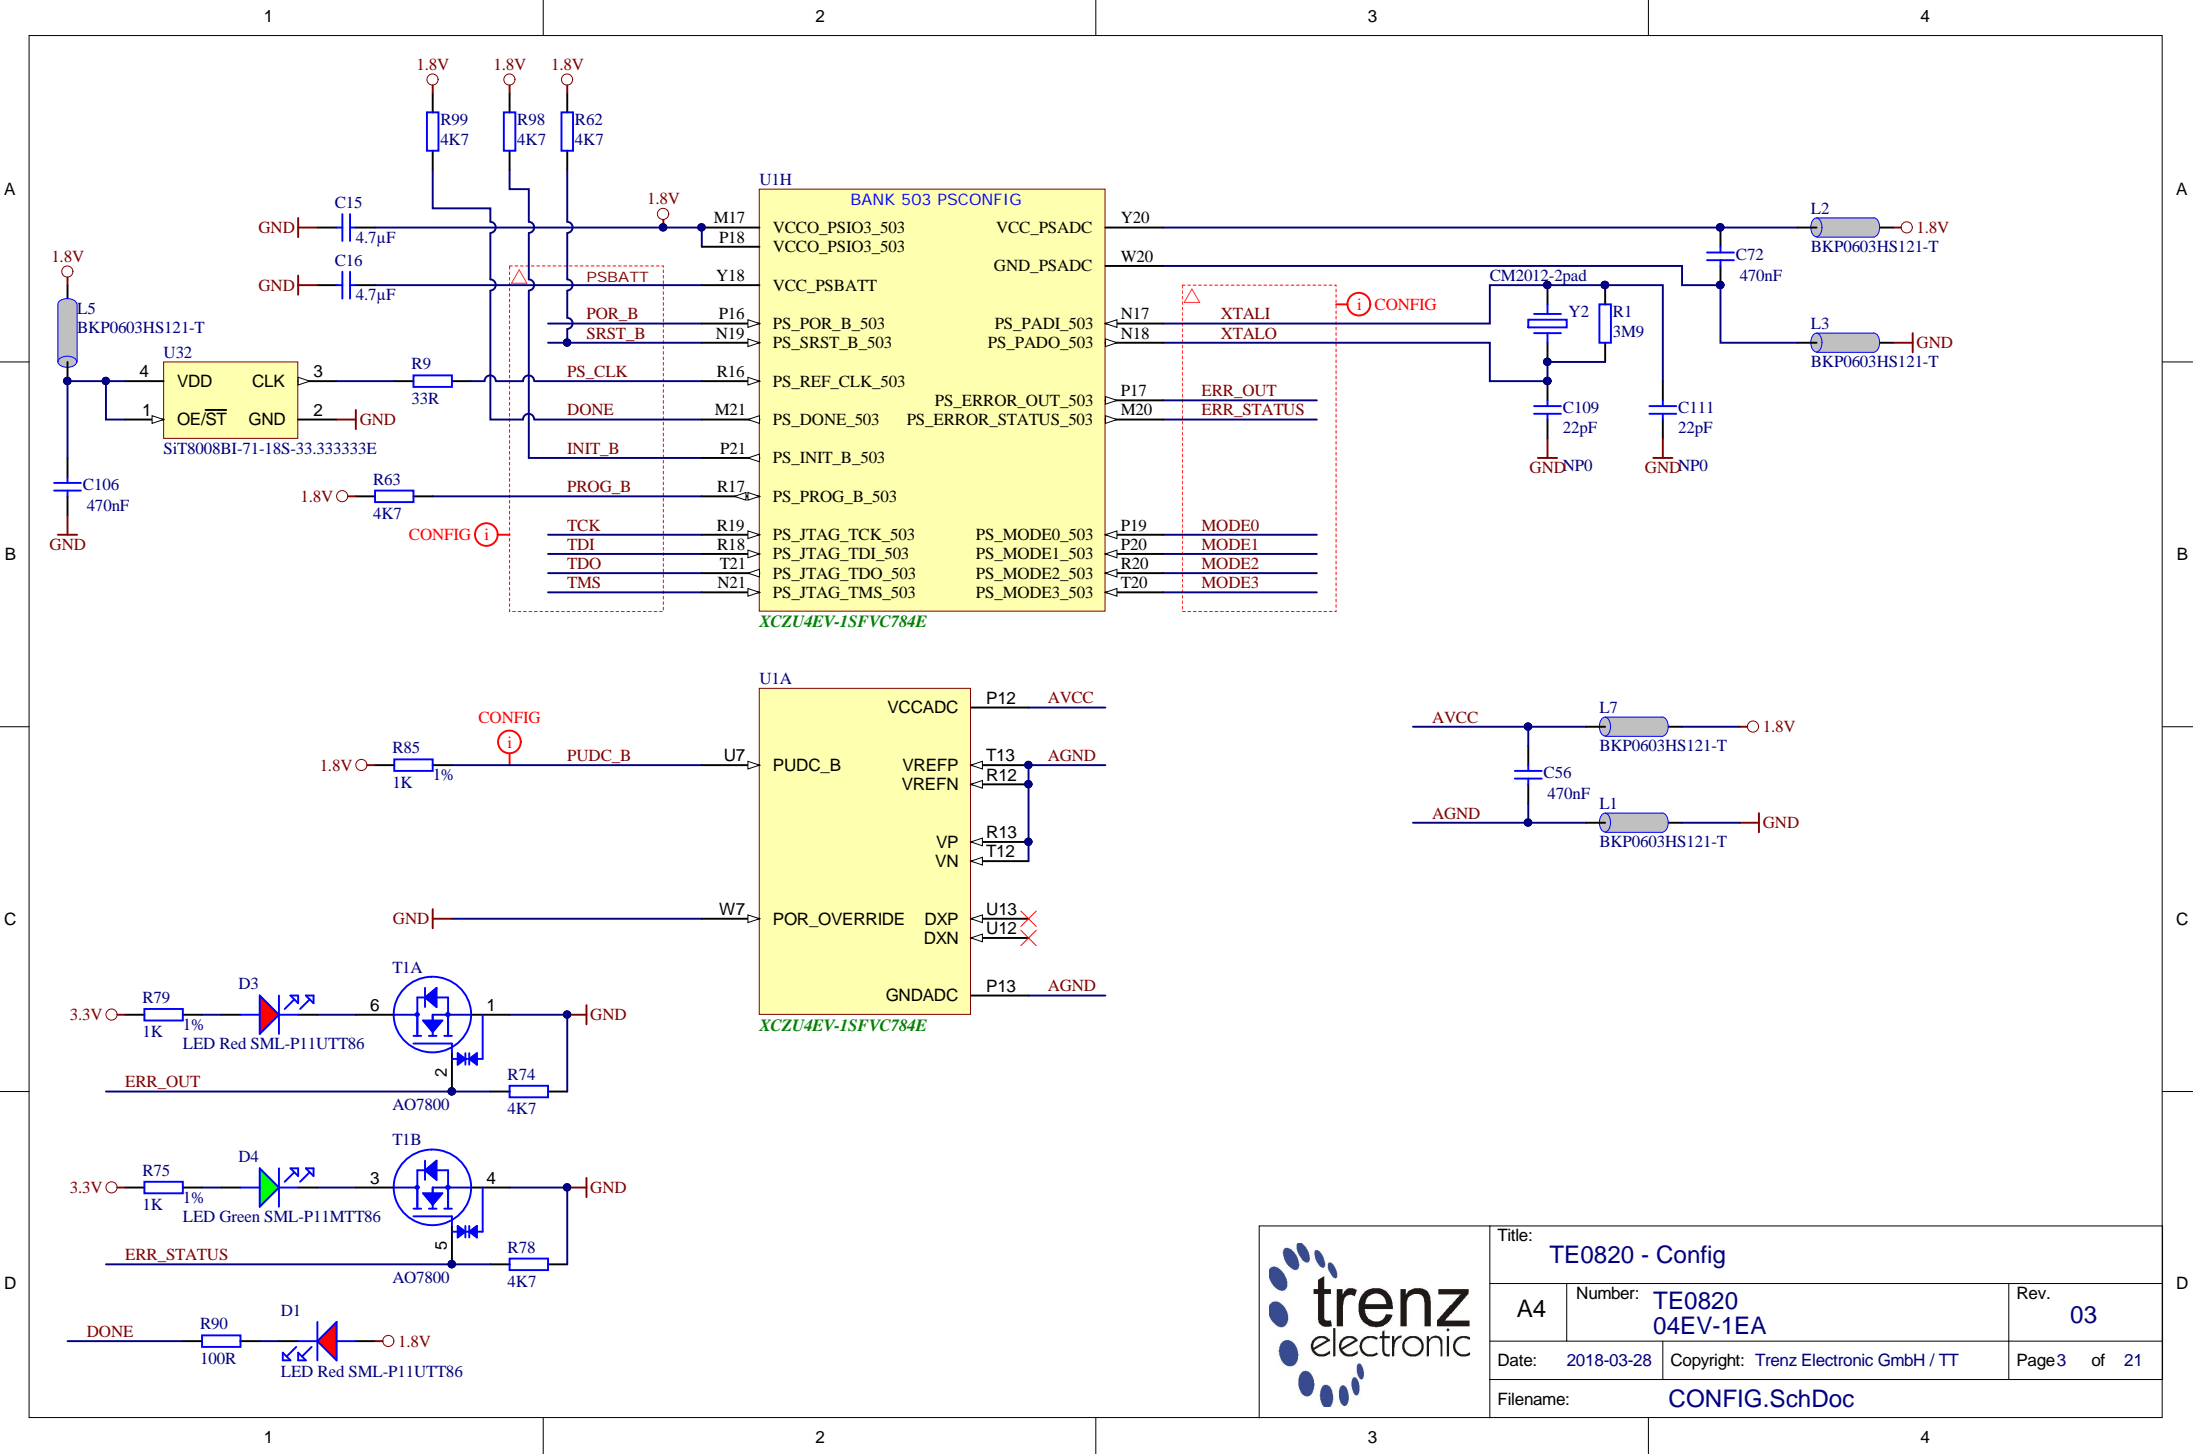 1 2 3 4
A A
B B
C C
D D
1.8V 1.8V 1.8V
R99 R98 R62
4K7 4K7 4K7
U1H
BANK 503 PSCONFIG
C15
GND
4.7µF
1.8V
M17 VCCO_PSIO3_503
P18 VCCO_PSIO3_503
C16
GND
4.7µF
PSBATT Y18 VCC_PSBATT
POR_B P16 PS_POR_B_503
SRST_B N19 PS_SRST_B_503
PS_CLK R16 PS_REF_CLK_503
DONE M21 PS_DONE_503
INIT_B P21 PS_INIT_B_503
PROG_B R17 PS_PROG_B_503
TCK R19 PS_JTAG_TCK_503
TDI R18 PS_JTAG_TDI_503
TDO T21 PS_JTAG_TDO_503
TMS N21 PS_JTAG_TMS_503
VCC_PSADC Y20
GND_PSADC W20
PS_PADI_503 N17 XTALI
PS_PADO_503 N18 XTALO
PS_ERROR_OUT_503 P17 ERR_OUT
PS_ERROR_STATUS_503 M20 ERR_STATUS
PS_MODE0_503 P19 MODE0
PS_MODE1_503 P20 MODE1
PS_MODE2_503 R20 MODE2
PS_MODE3_503 T20 MODE3
XCZU4EV-1SFVC784E
1.8V
L5
BKP0603HS121-T
U32
4 VDD CLK 3
1 OE/ST GND 2 GND
SiT8008BI-71-18S-33.333333E
R9
33R
C106
470nF
GND
1.8V
R63
4K7
CONFIG i
i CONFIG
CM2012-2pad
Y2
R1
3M9
C109
22pF
GND NP0
C111
22pF
GND NP0
L2
1.8V
BKP0603HS121-T
C72
470nF
L3
GND
BKP0603HS121-T
U1A
CONFIG
i
1.8V
R85
1K
1%
PUDC_B U7 PUDC_B
GND W7 POR_OVERRIDE
VCCADC P12 AVCC
VREFP T13 AGND
VREFN R12
VP R13
VN T12
DXP U13
DXN U12
GNDADC P13 AGND
XCZU4EV-1SFVC784E
AVCC
L7
1.8V
BKP0603HS121-T
C56
470nF
AGND
L1
GND
BKP0603HS121-T
T1A
3.3V
R79
1K
1%
D3
LED Red SML-P11UTT86
6 1
2
GND
ERR_OUT
AO7800
R74
4K7
T1B
3.3V
R75
1K
1%
D4
LED Green SML-P11MTT86
3 4
5
GND
ERR_STATUS
AO7800
R78
4K7
DONE
R90
100R
D1
1.8V
LED Red SML-P11UTT86
trenz
electronic
Title:
TE0820 - Config
A4
Number: TE0820
04EV-1EA
Rev.
03
Date: 2018-03-28
Copyright: Trenz Electronic GmbH / TT
Page 3 of 21
Filename: CONFIG.SchDoc
1 2 3 4